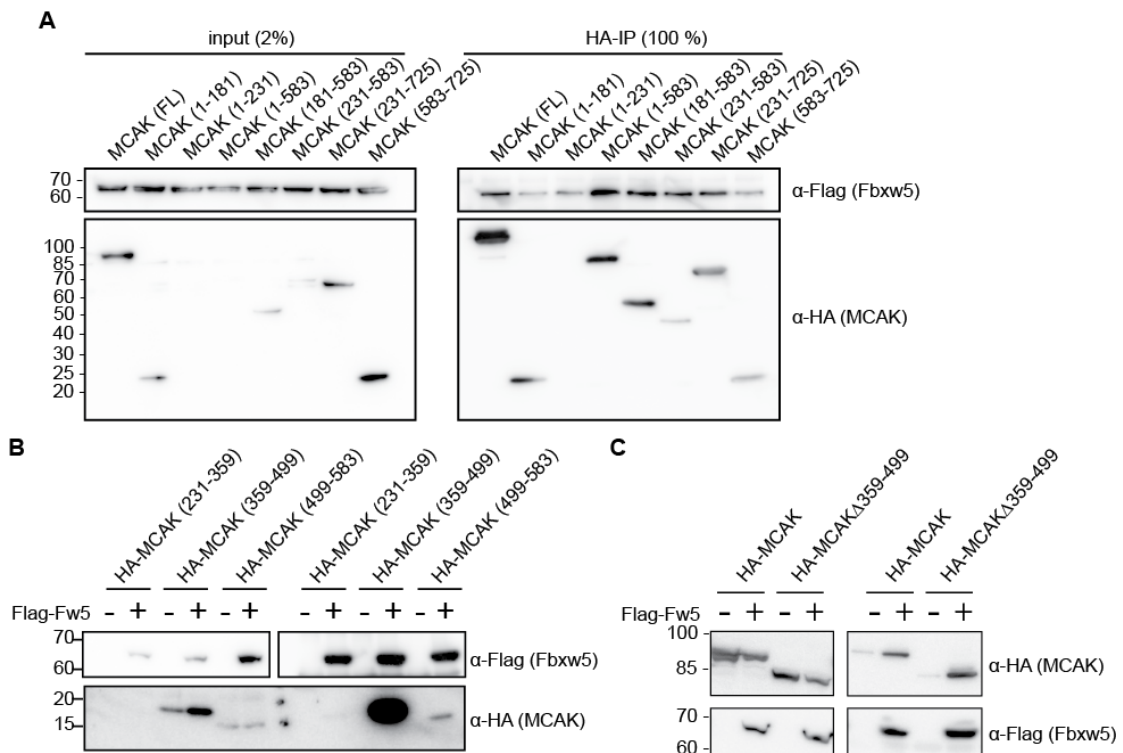 A
input (2%)
HA-IP (100 %)
MCAK (FL)
MCAK (1-181)
MCAK (1-231)
MCAK (1-583)
MCAK (181-583)
MCAK (231-583)
MCAK (231-725)
MCAK (583-725)
MCAK (FL)
MCAK (1-181)
MCAK (1-231)
MCAK (1-583)
MCAK (181-583)
MCAK (231-583)
MCAK (231-725)
MCAK (583-725)
70
60
α-Flag (Fbxw5)
100
85
70
60
50
40
30
25
20
α-HA (MCAK)
B
HA-MCAK (231-359)
HA-MCAK (359-499)
HA-MCAK (499-583)
HA-MCAK (231-359)
HA-MCAK (359-499)
HA-MCAK (499-583)
Flag-Fw5 - + - + - + - + - + - +
70
60
α-Flag (Fbxw5)
20
15
α-HA (MCAK)
C
HA-MCAK
HA-MCAKΔ359-499
HA-MCAK
HA-MCAKΔ359-499
Flag-Fw5 - + - + - + - +
100
85
α-HA (MCAK)
70
60
α-Flag (Fbxw5)